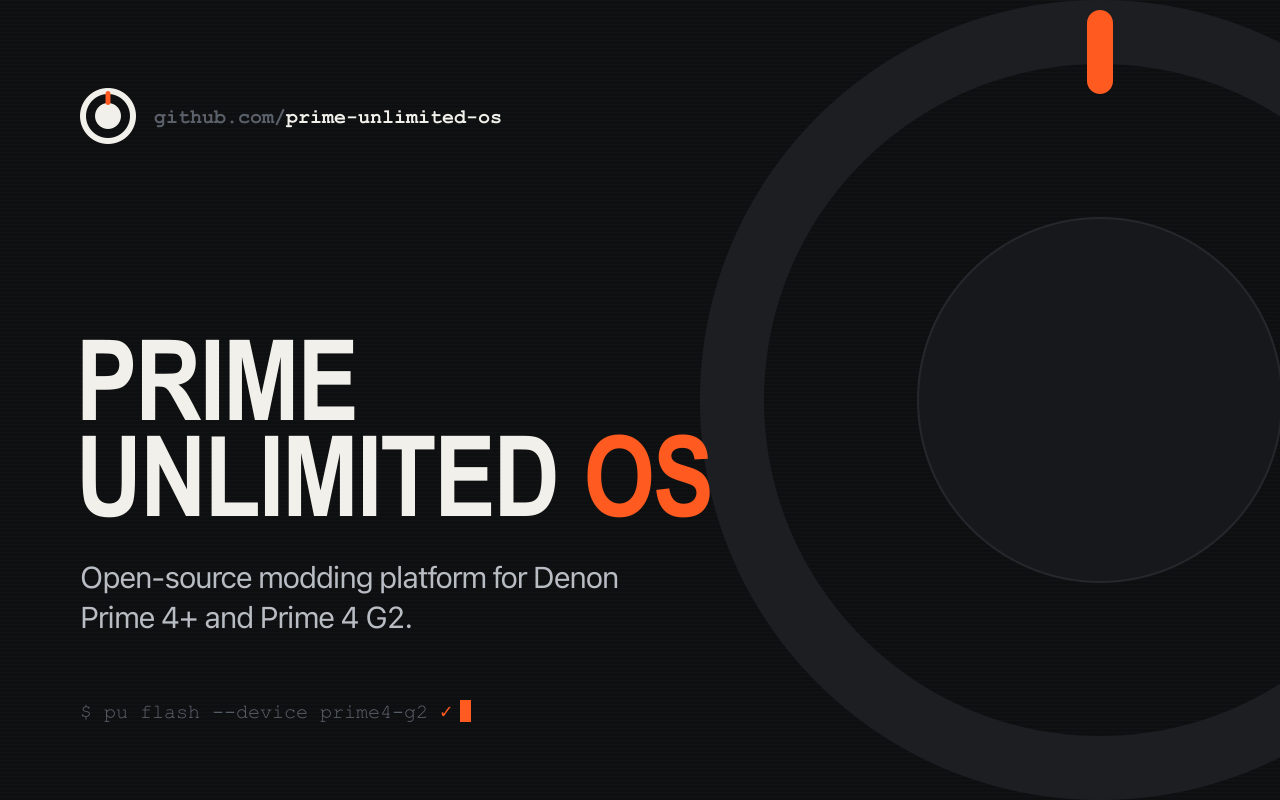 github.com/prime-unlimited-os
PRIME
UNLIMITED OS
Open-source modding platform for Denon
Prime 4+ and Prime 4 G2.
$ pu flash --device prime4-g2 ✓